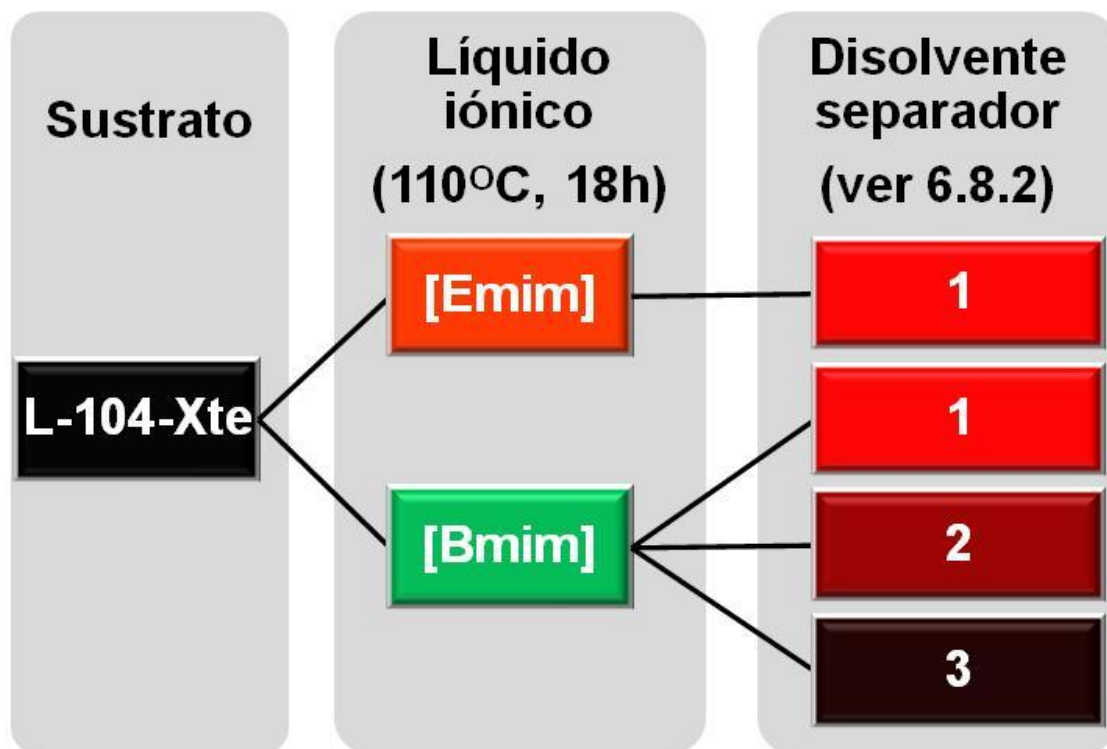 Sustrato
Líquido
iónico
(110ºC, 18h)
Disolvente
separador
(ver 6.8.2)
L-104-Xte
[Emim]
[Bmim]
1
1
2
3